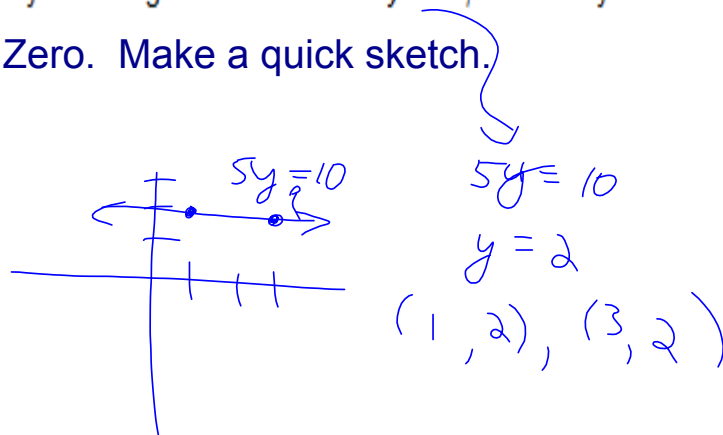 Zero. Make a quick sketch.
5y=10
5y= 10
y = 2
(1, 2), (3, 2)